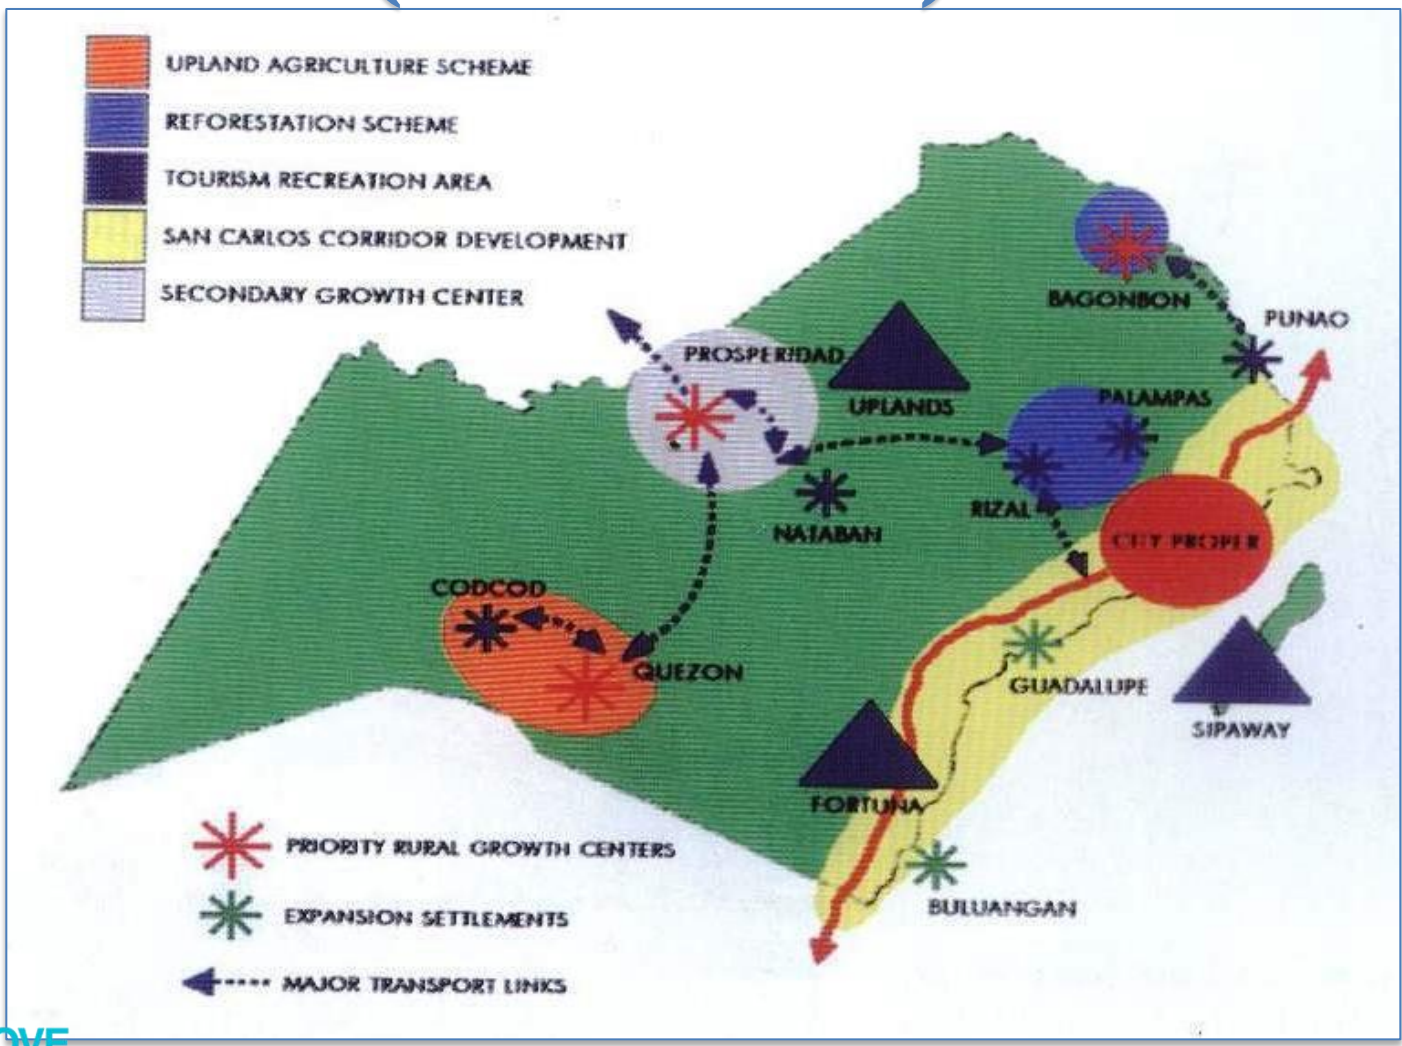 UPLAND AGRICULTURE SCHEME
REFORESTATION SCHEME
TOURISM RECREATION AREA
SAN CARLOS CORRIDOR DEVELOPMENT
SECONDARY GROWTH CENTER
BAGONBON
PUNAO
PROSPERIDAD
UPLANDS
PALAMPAS
RIZAL
NATABAN
CITY PROPER
CODCOD
QUEZON
GUADALUPE
SIPAWAY
FORTUNA
BULUANGAN
PRIORITY RURAL GROWTH CENTERS
EXPANSION SETTLEMENTS
MAJOR TRANSPORT LINKS